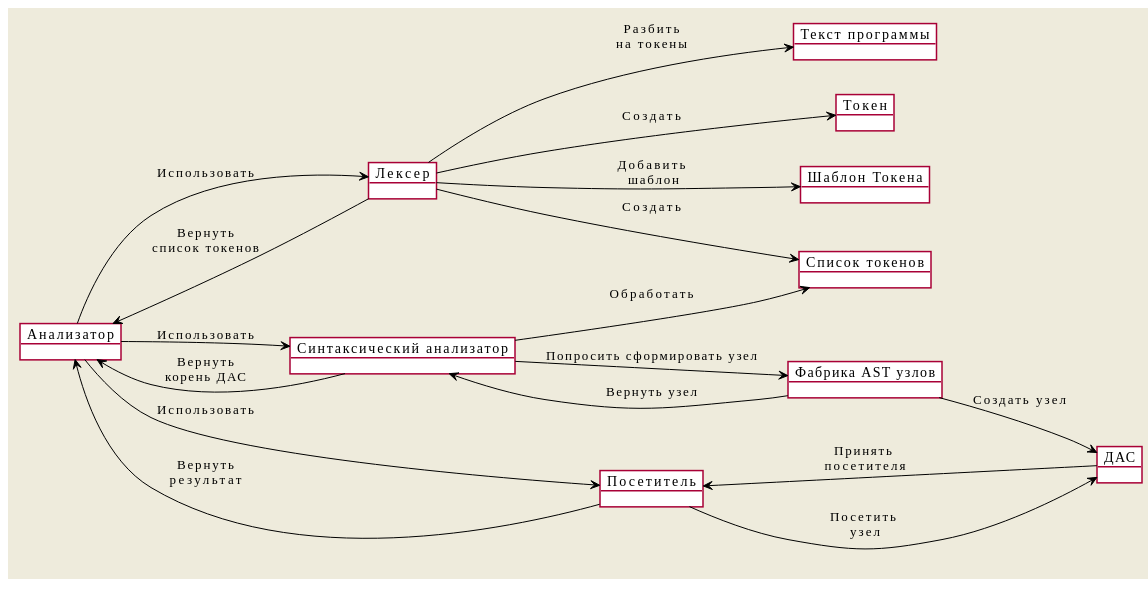 Разбить
на токены
Текст программы
Токен
Создать
Добавить
шаблон
Шаблон Токена
Использовать
Лексер
Создать
Вернуть
список токенов
Список токенов
Обработать
Анализатор
Использовать
Синтаксический анализатор
Попросить сформировать узел
Вернуть
корень ДАС
Фабрика AST узлов
Вернуть узел
Создать узел
Использовать
Принять
посетителя
ДАС
Вернуть
результат
Посетитель
Посетить
узел